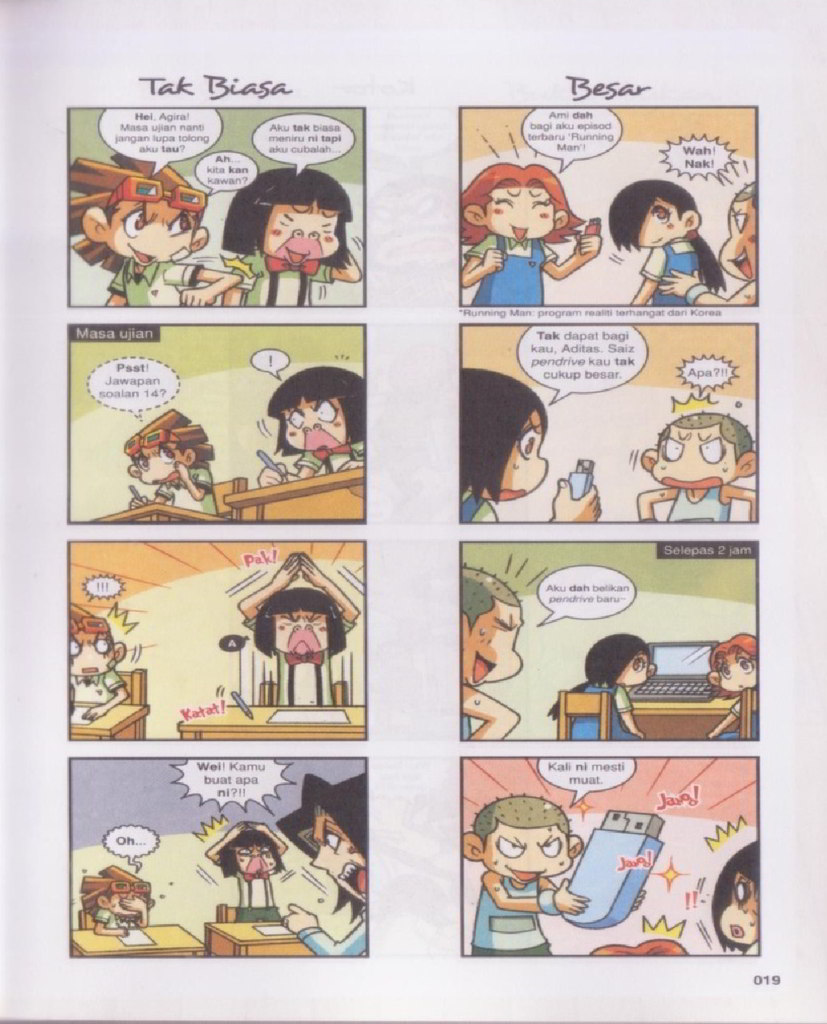 Tak Biasa
Hei, Agira!
Masa ujian nanti
jangan lupa tolong
aku tau?
Ah...
kita kan
kawan?
Aku tak biasa
meniru ni tapi
aku cubalah...
Masa ujian
Psst!
Jawapan
soalan 14?
!
!!!
Pak!
A
Katat!
Wei! Kamu
buat apa
ni?!!
Oh...
Besar
Ami dah
bagi aku episod
terbaru 'Running
Man'!
Wah!
Nak!
*Running Man: program realiti terhangat dari Korea
Tak dapat bagi
kau, Aditas. Saiz
pendrive kau tak
cukup besar.
Apa?!!
Selepas 2 jam
Aku dah belikan
pendrive baru~
Kali ni mesti
muat.
Jang!
Jang!
!!
019